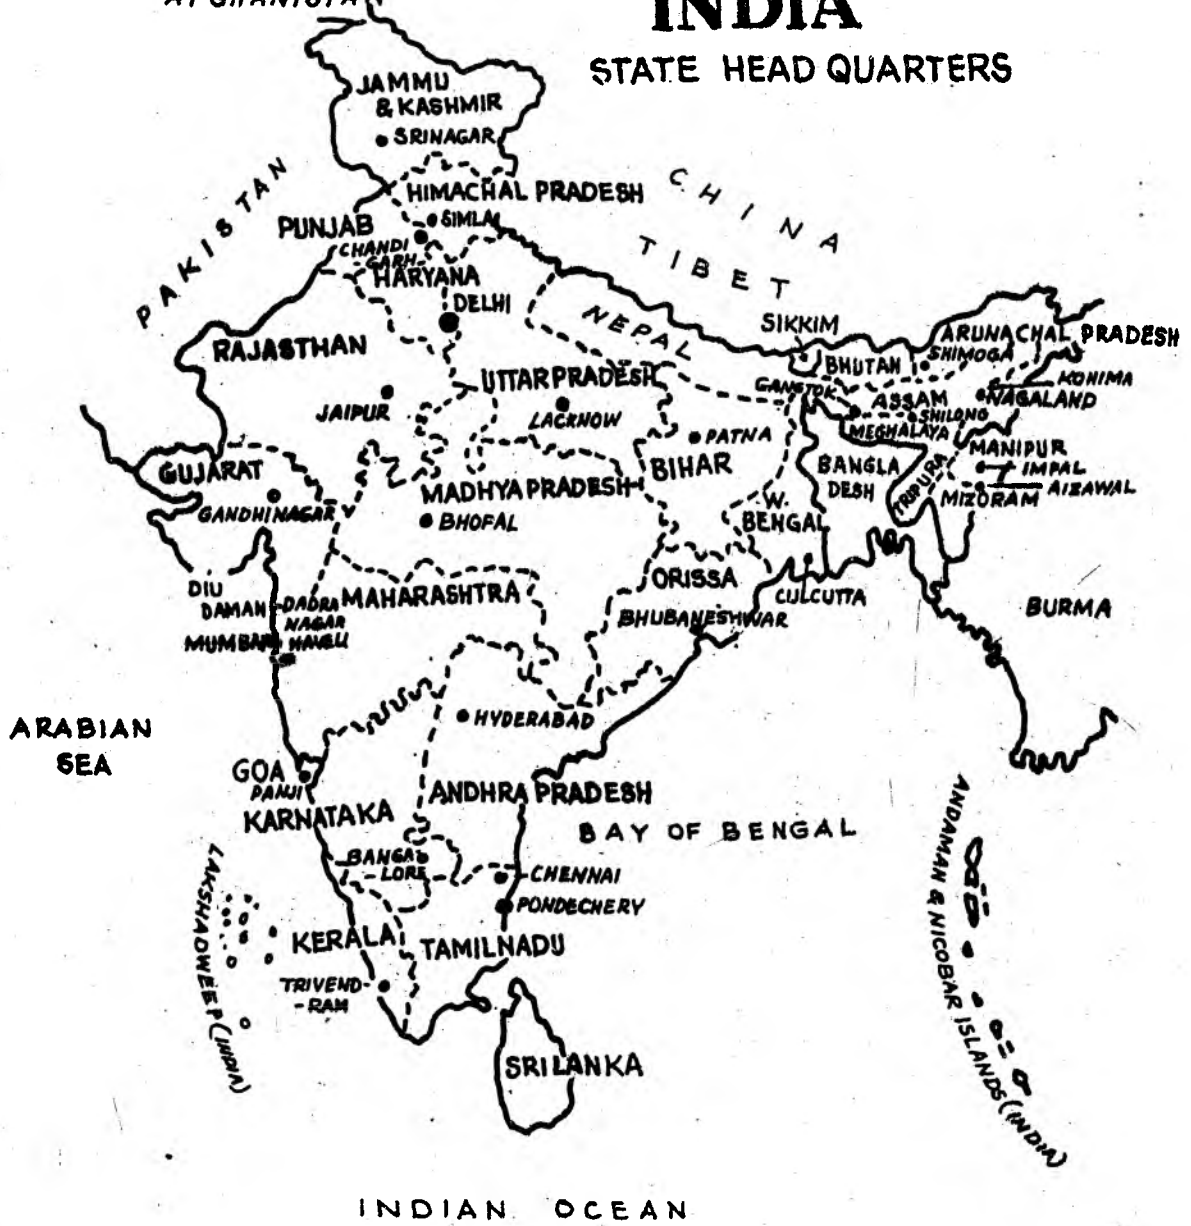 AFGHANISTAN
INDIA
STATE HEAD QUARTERS
JAMMU
& KASHMIR
SRINAGAR
CHINA
TIBET
PAKISTAN
HIMACHAL PRADESH
SIMLA
PUNJAB
CHANDI
GARH
HARYANA
DELHI
NEPAL
SIKKIM
ARUNACHAL PRADESH
SHIMOGA
BHUTAN
RAJASTHAN
JAIPUR
UTTARPRADESH
LACKNOW
GANGTOK
ASSAM
KOHIMA
NAGALAND
SHILONG
MEGHALAYA
PATNA
BIHAR
MANIPUR
IMPAL
AIZAWAL
MIZORAM
TRIPURA
BANGLA
DESH
GUJARAT
GANDHINAGAR
MADHYAPRADESH
BHOFAL
W.
BENGAL
CULCUTTA
ORISSA
BHUBANESHWAR
BURMA
DIU
DAMAN
DADRA
NAGAR
HAVELI
MUMBAI
MAHARASHTRA
HYDERABAD
ARABIAN
SEA
GOA
PANJI
KARNATAKA
ANDHRA PRADESH
BAY OF BENGAL
BANGA
-LORE
CHENNAI
PONDECHERY
LAKSHADWEEP (INDIA)
ANDAMAN & NICOBAR ISLANDS (INDIA)
KERALA
TAMILNADU
TRIVEND-
-RAM
SRILANKA
INDIAN OCEAN